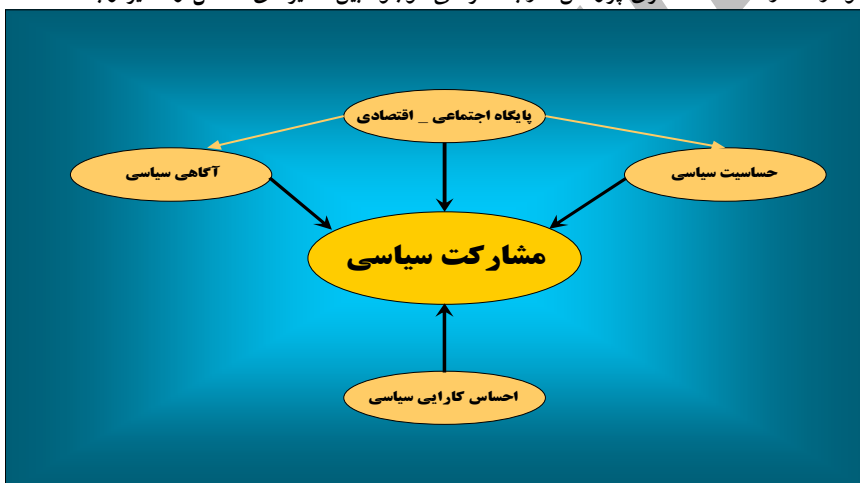 پایگاه اجتماعی _ اقتصادی
حساسیت سیاسی
آگاهی سیاسی
مشارکت سیاسی
احساس کارایی سیاسی